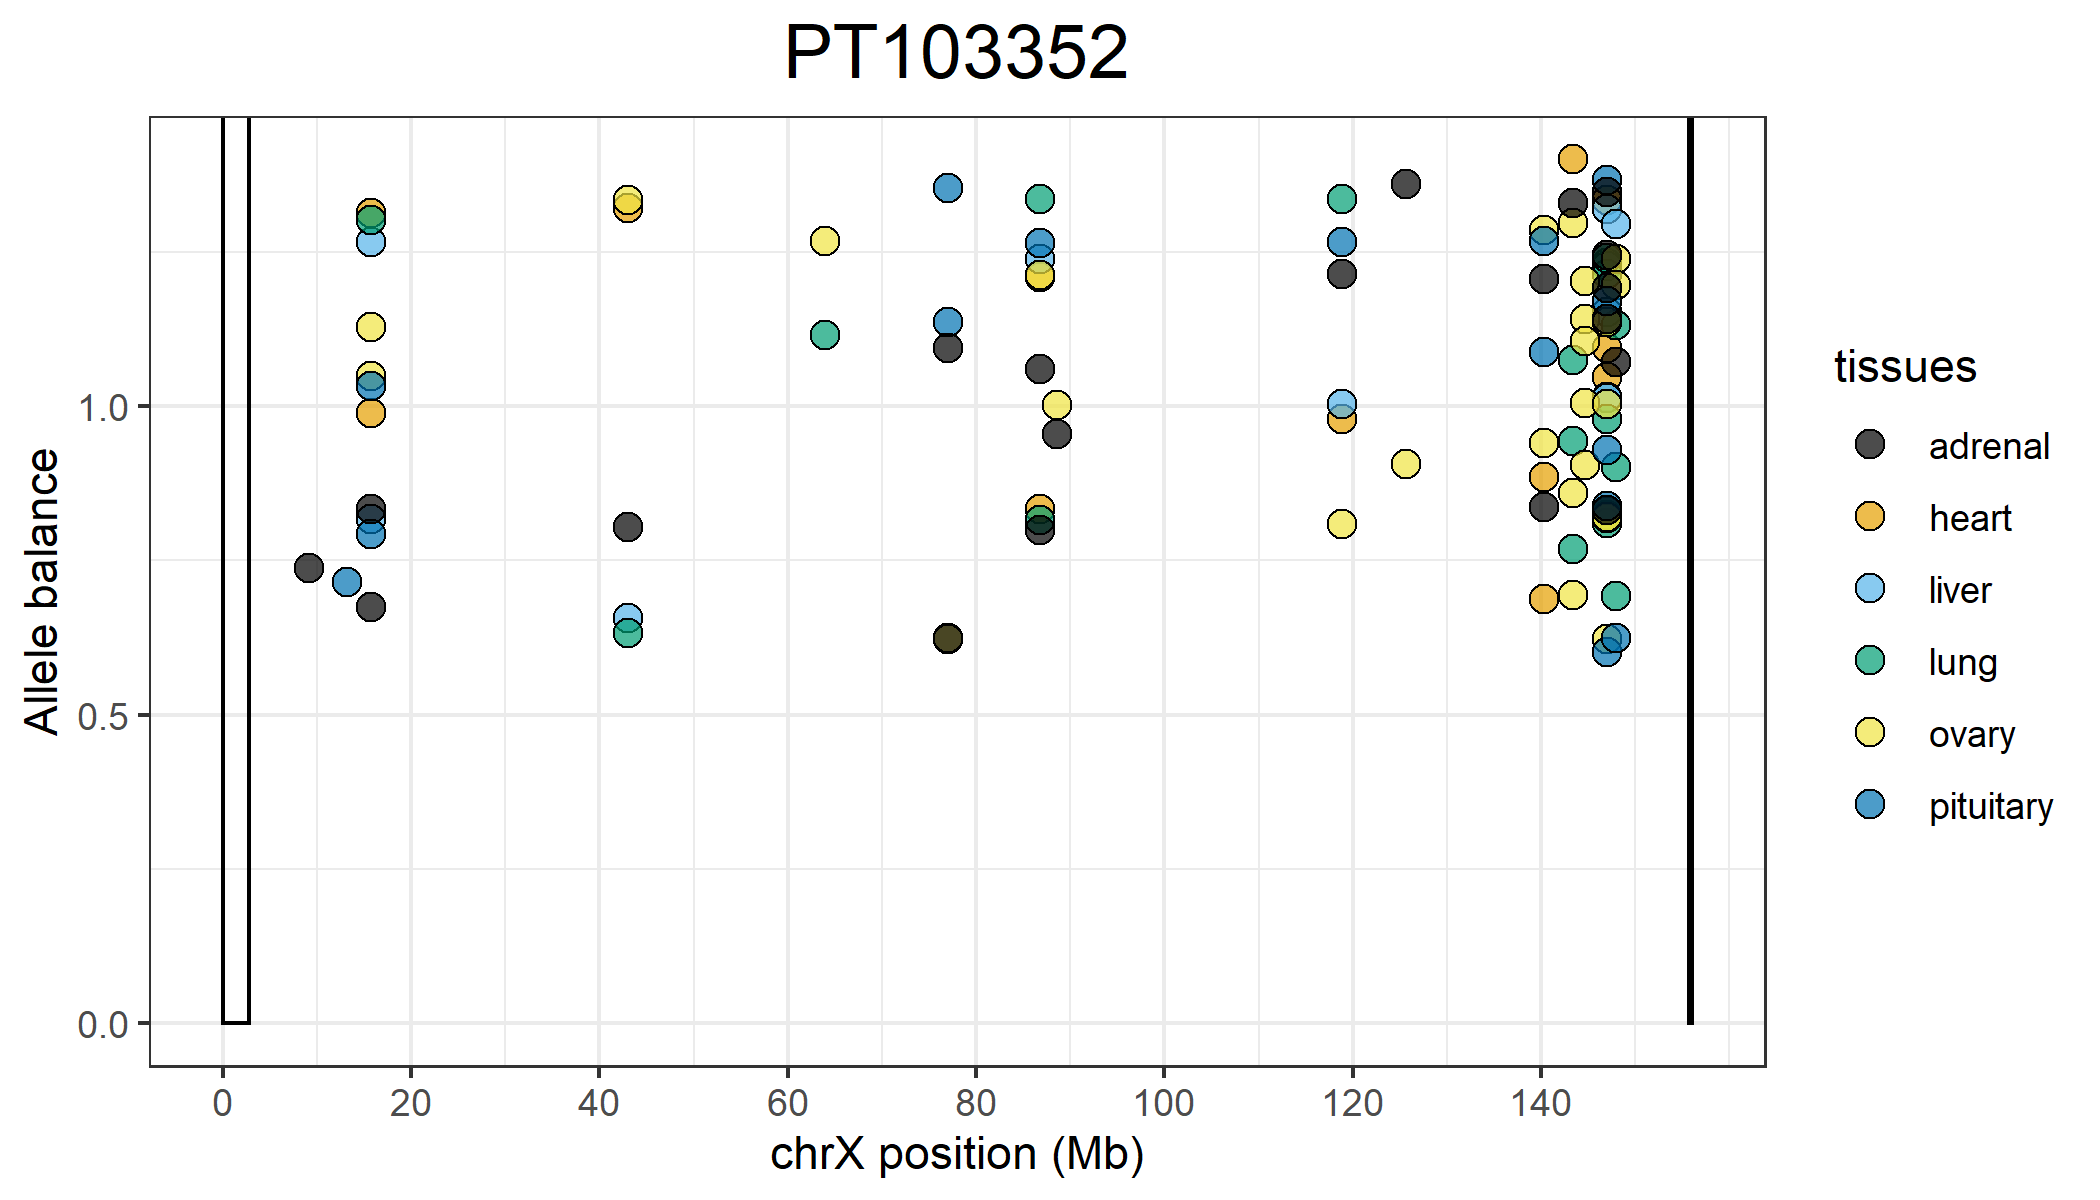 PT103352
Allele balance
1.0
0.5
0.0
0 20 40 60 80 100 120 140
chrX position (Mb)
tissues
adrenal
heart
liver
lung
ovary
pituitary